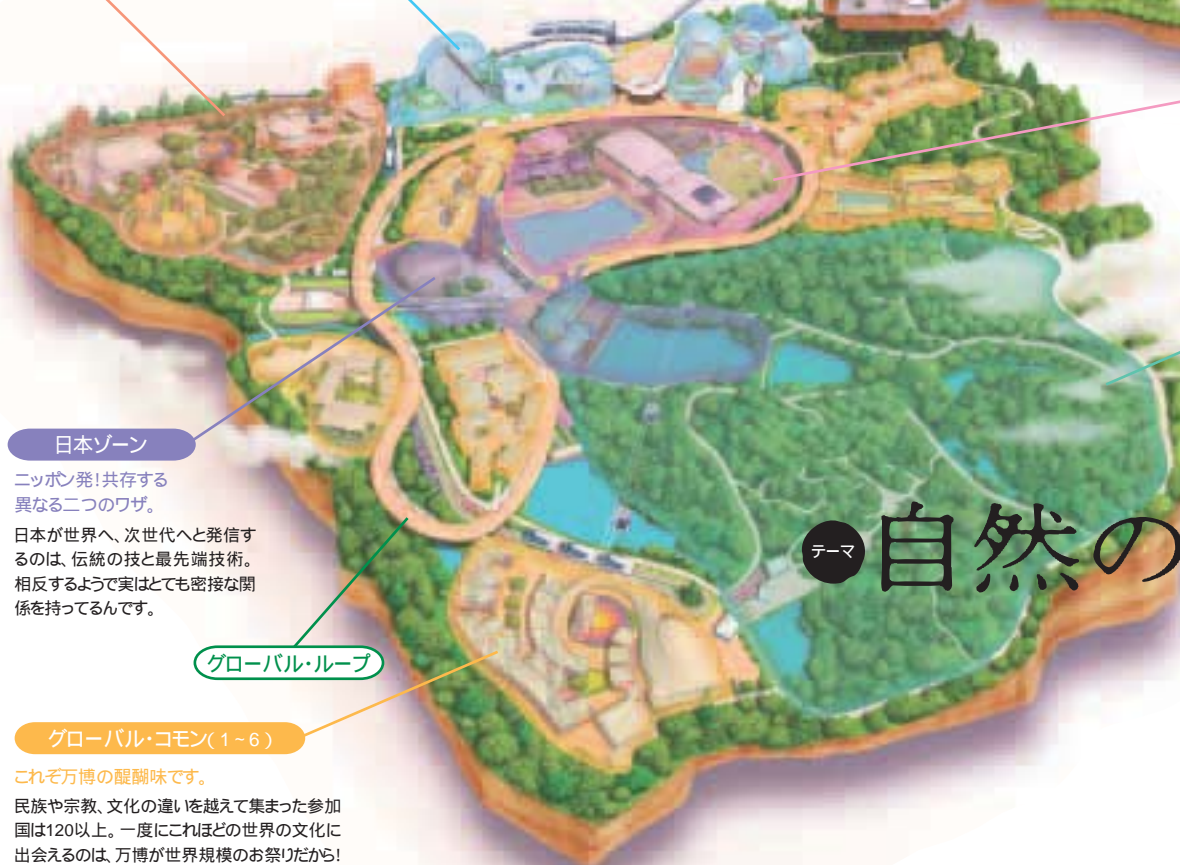 日本ゾーン
ニッポン発!共存する
異なる二つのワザ。
日本が世界へ、次世代へと発信す
るのは、伝統の技と最先端技術。
相反するようで実はとても密接な関
係を持ってるんです。
グローバル・ループ
グローバル・コモン(1~6)
これぞ万博の醍醐味です。
民族や宗教、文化の違いを越えて集まった参加
国は120以上。一度にこれほどの世界の文化に
出会えるのは、万博が世界規模のお祭りだから!
テーマ
自然の